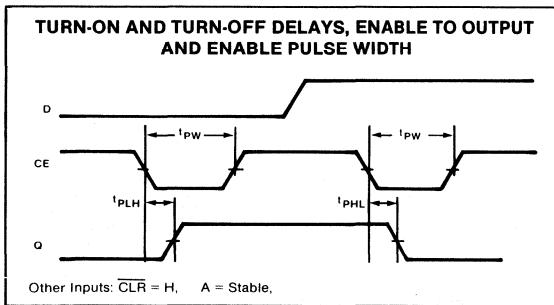 TURN-ON AND TURN-OFF DELAYS, ENABLE TO OUTPUT
AND ENABLE PULSE WIDTH
D
tPW
tPW
CE
tPLH
tPHL
Q
Other Inputs: C̅L̅R̅ = H, A = Stable,